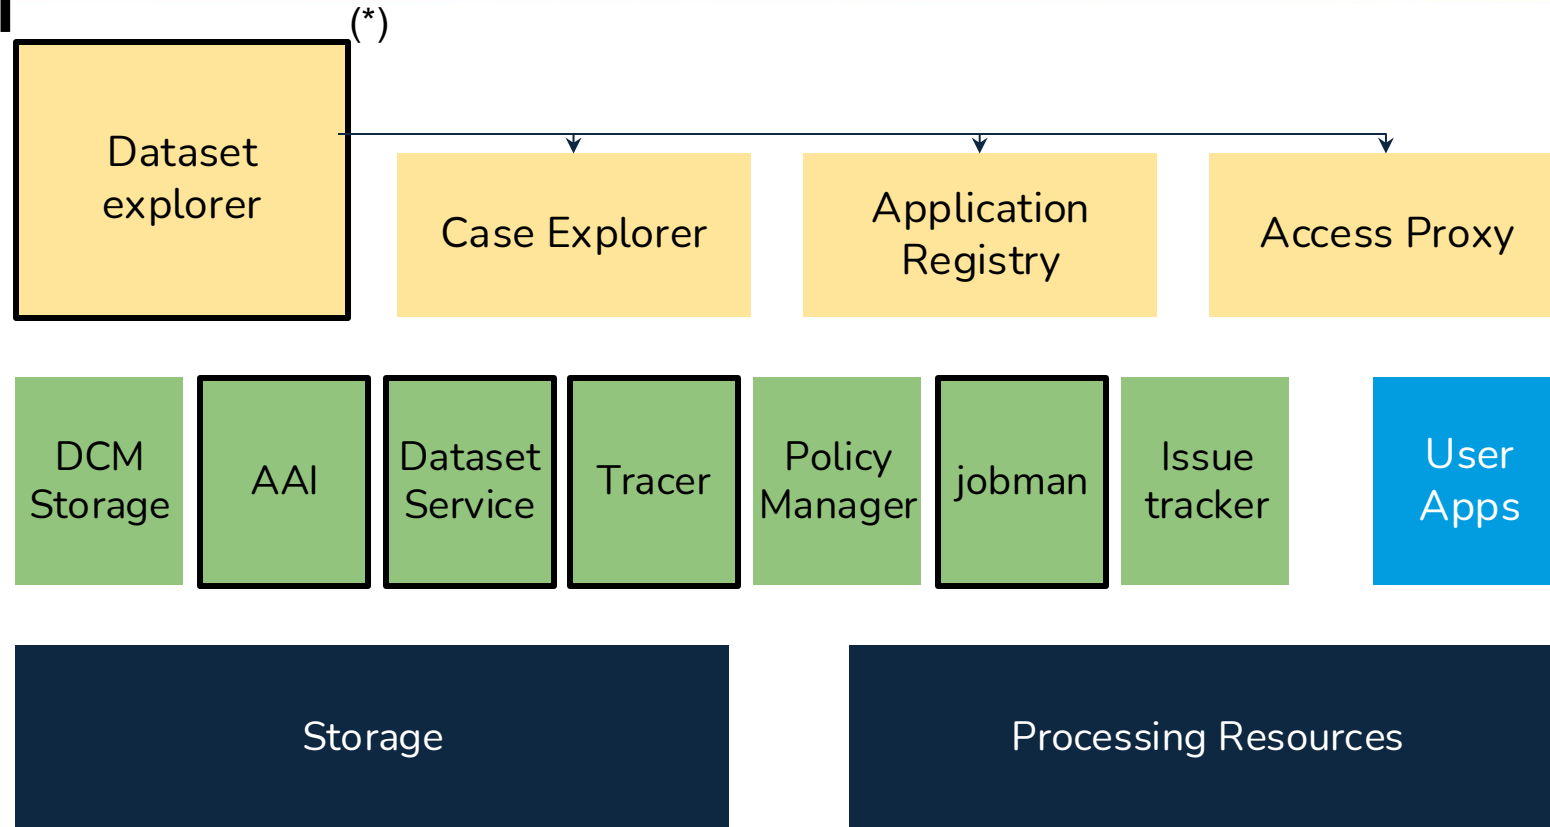 (*)
Dataset
explorer
Case Explorer
Application
Registry
Access Proxy
DCM
Storage
AAI
Dataset
Service
Tracer
Policy
Manager
jobman
Issue
tracker
User
Apps
Storage
Processing Resources